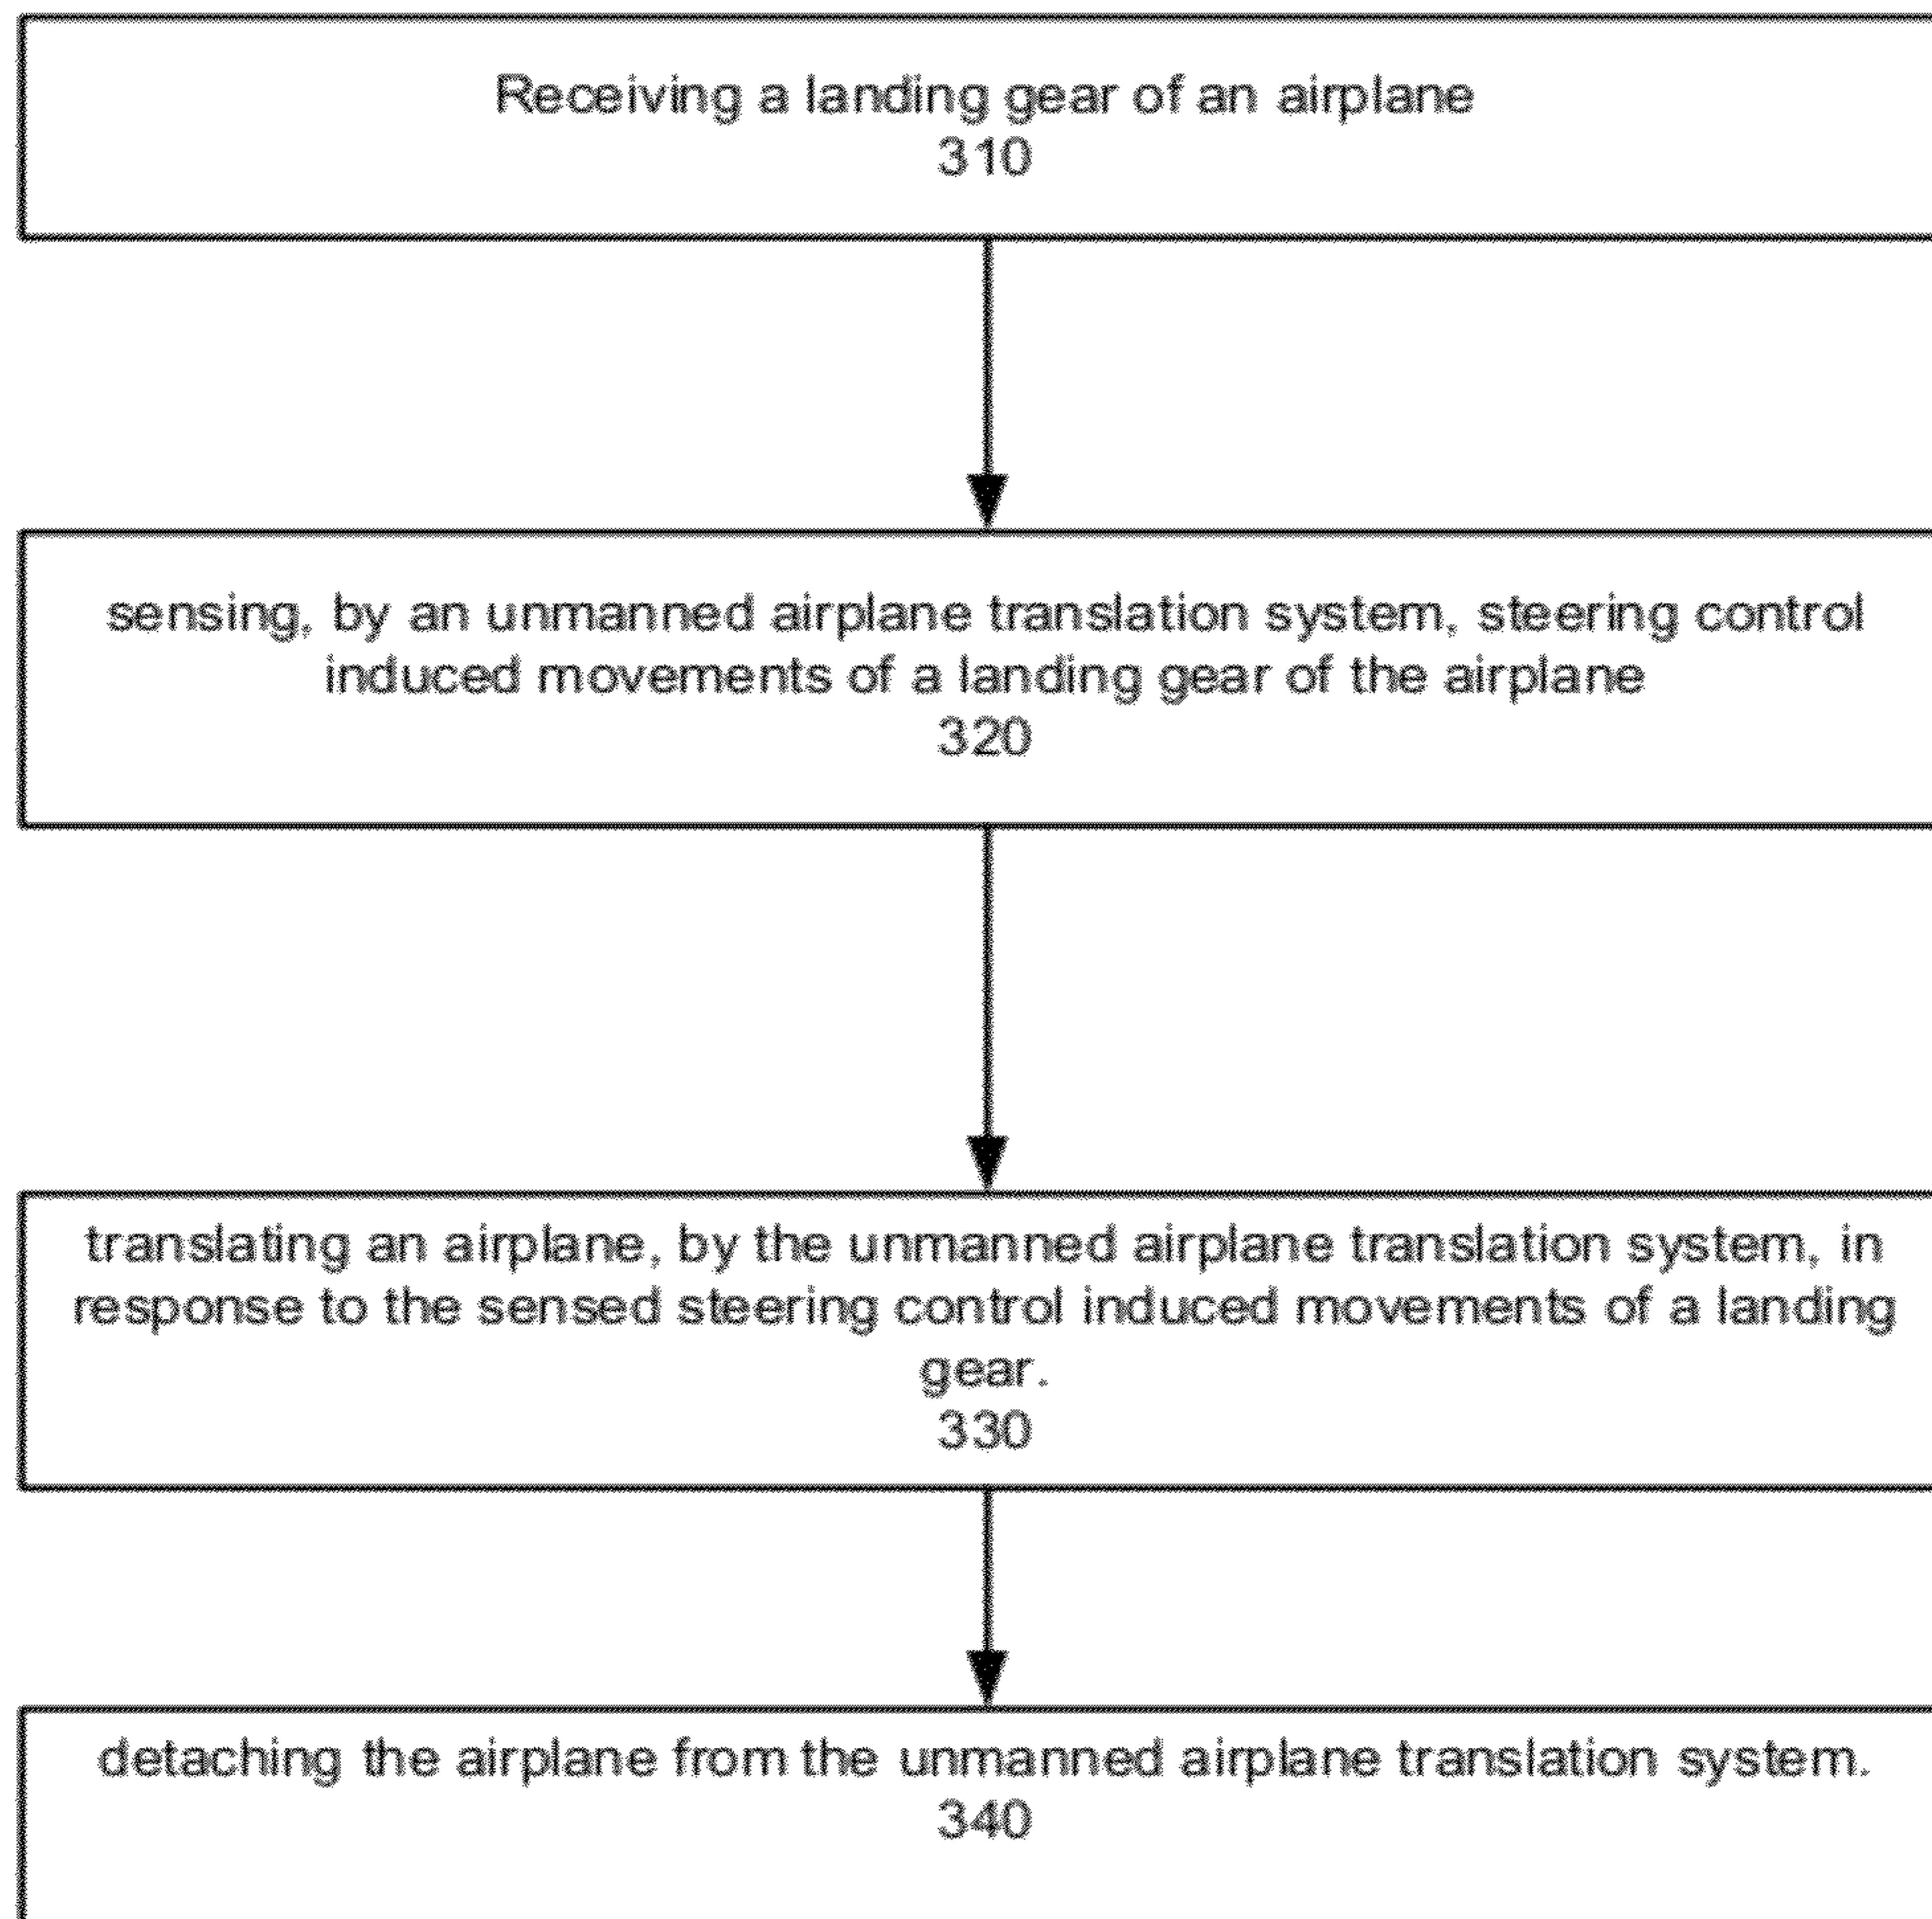 Receiving a landing gear of an airplane
310
sensing, by an unmanned airplane translation system, steering control
induced movements of a landing gear of the airplane
320
translating an airplane, by the unmanned airplane translation system, in
response to the sensed steering control induced movements of a landing
gear.
330
detaching the airplane from the unmanned airplane translation system.
340